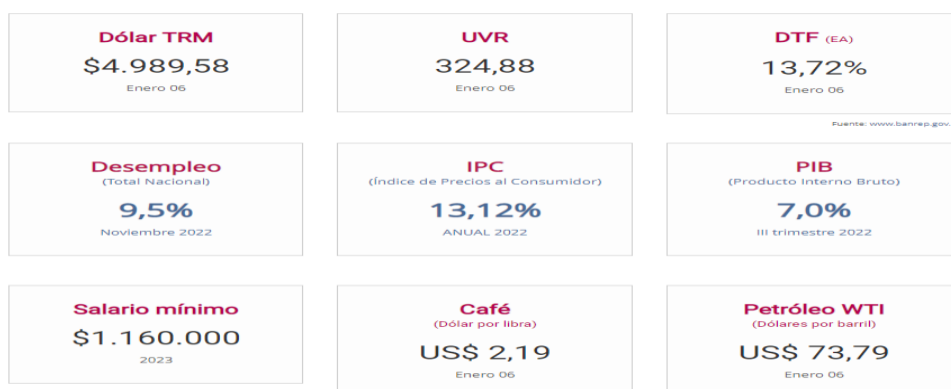 Dólar TRM
$4.989,58
Enero 06
UVR
324,88
Enero 06
DTF (EA)
13,72%
Enero 06
Fuente: www.banrep.gov.
Desempleo
(Total Nacional)
9,5%
Noviembre 2022
IPC
(Índice de Precios al Consumidor)
13,12%
ANUAL 2022
PIB
(Producto Interno Bruto)
7,0%
III trimestre 2022
Salario mínimo
$1.160.000
2023
Café
(Dólar por libra)
US$ 2,19
Enero 06
Petróleo WTI
(Dólares por barril)
US$ 73,79
Enero 06